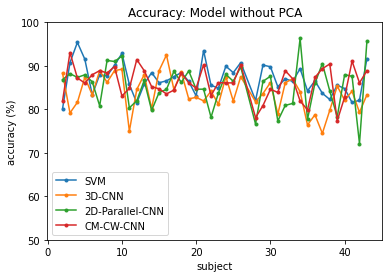 Accuracy: Model without PCA
100
90
80
70
60
50
accuracy (%)
SVM
3D-CNN
2D-Parallel-CNN
CM-CW-CNN
0
10
20
30
40
subject